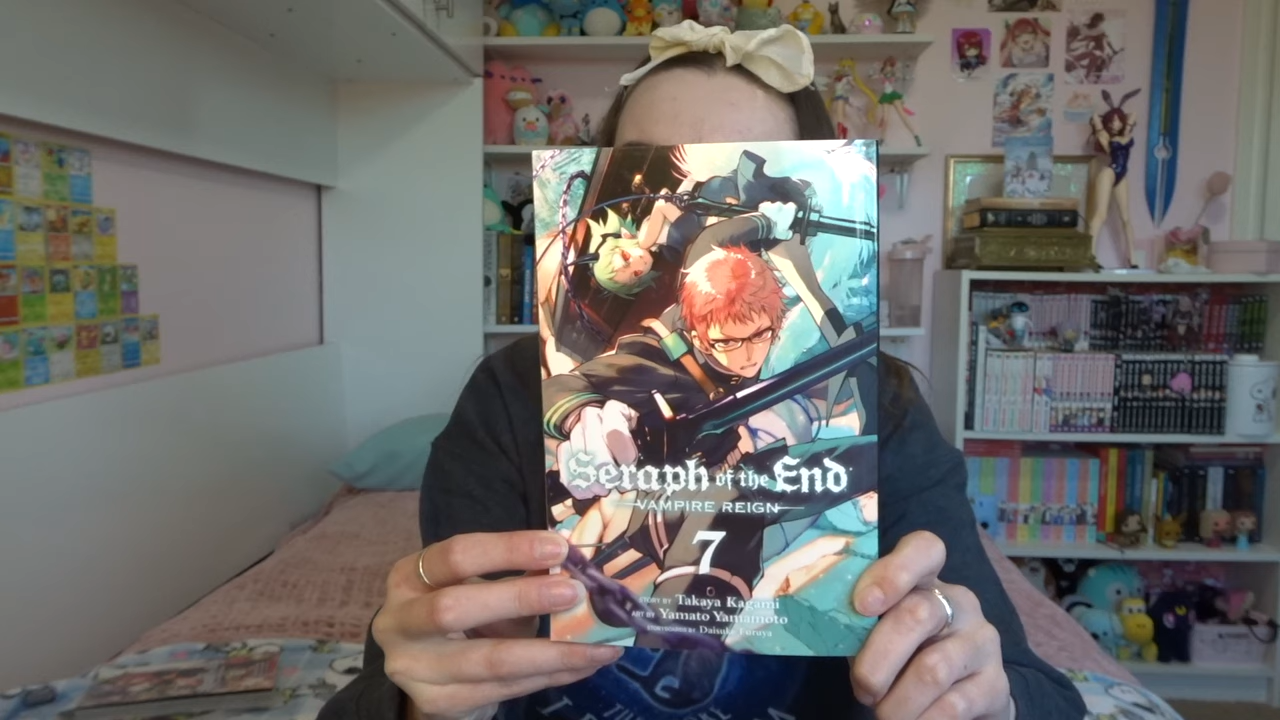 Seraph of the End
VAMPIRE REIGN
7
STORY BY Takaya Kagami
ART BY Yamato Yamamoto
STORYBOARDS BY Daisuke Furuya
THE